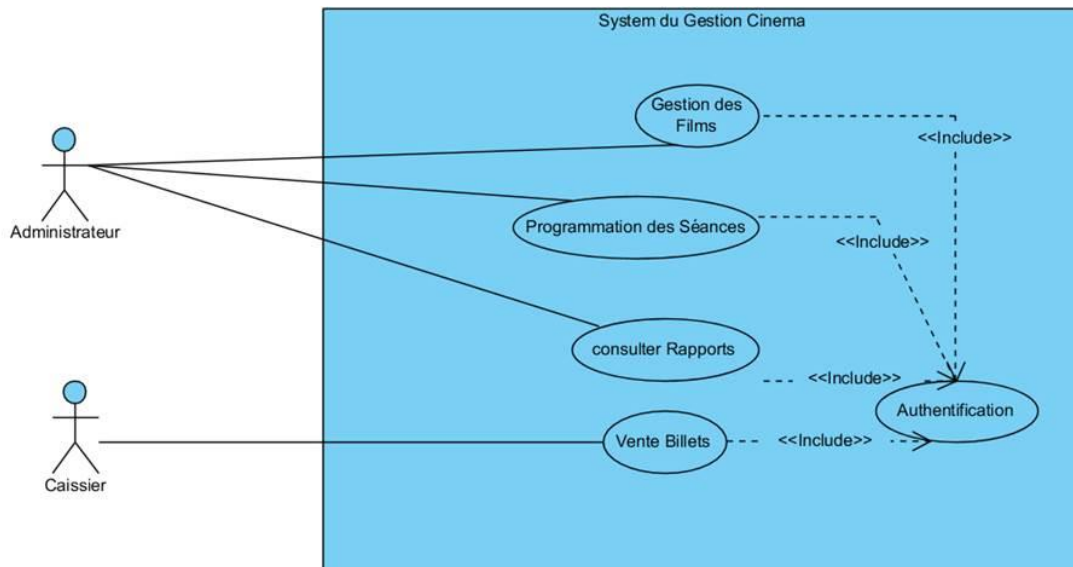 System du Gestion Cinema
Gestion des
Films
<<Include>>
Administrateur
Programmation des Séances
<<Include>>
consulter Rapports
<<Include>>
Authentification
Caissier
Vente Billets
<<Include>>